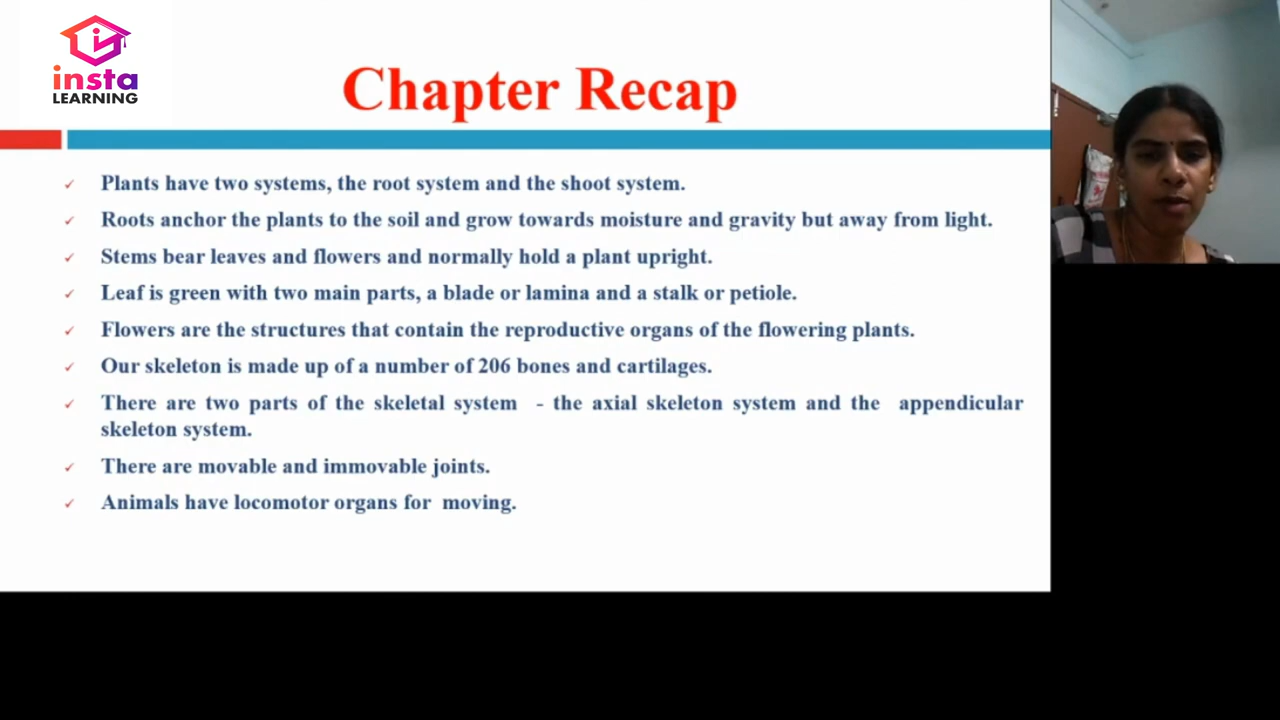 insta
LEARNING
Chapter Recap
Plants have two systems, the root system and the shoot system.
Roots anchor the plants to the soil and grow towards moisture and gravity but away from light.
Stems bear leaves and flowers and normally hold a plant upright.
Leaf is green with two main parts, a blade or lamina and a stalk or petiole.
Flowers are the structures that contain the reproductive organs of the flowering plants.
Our skeleton is made up of a number of 206 bones and cartilages.
There are two parts of the skeletal system - the axial skeleton system and the appendicular
skeleton system.
There are movable and immovable joints.
Animals have locomotor organs for moving.